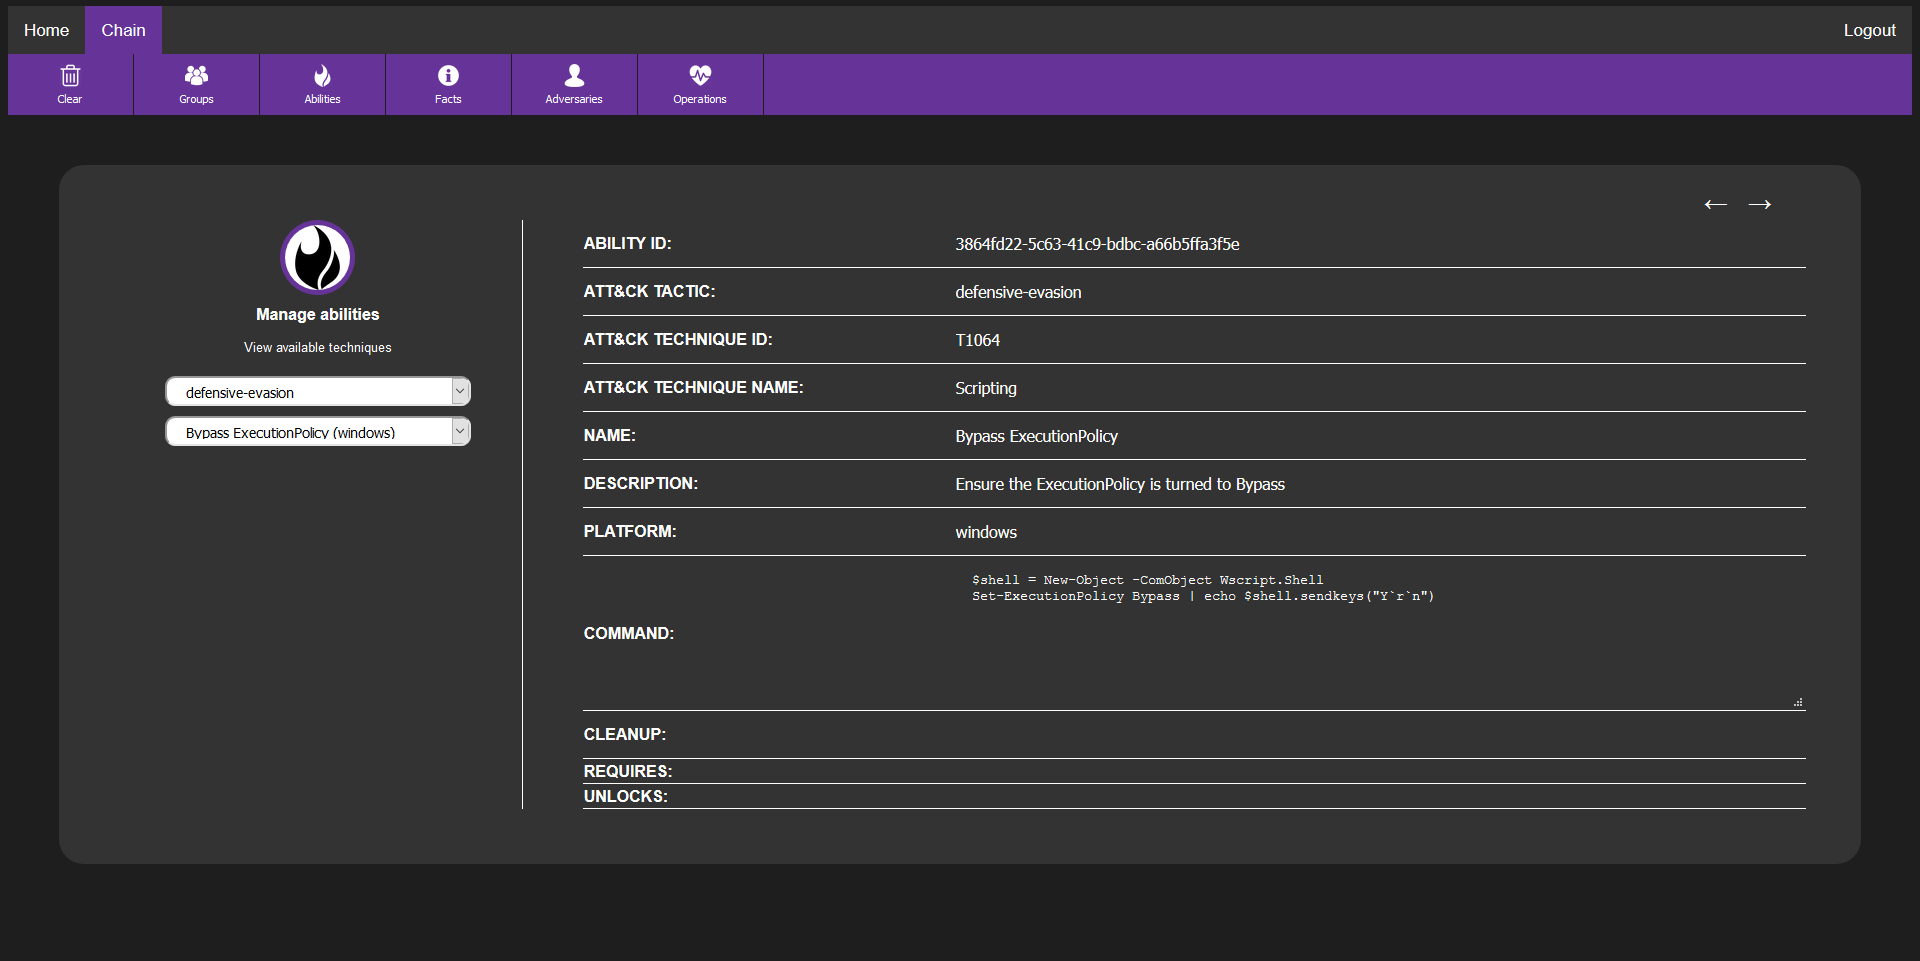 Home Chain Logout
Clear Groups Abilities Facts Adversaries Operations
← →
Manage abilities
View available techniques
defensive-evasion
Bypass ExecutionPolicy (windows)
ABILITY ID: 3864fd22-5c63-41c9-bdbc-a66b5ffa3f5e
ATT&CK TACTIC: defensive-evasion
ATT&CK TECHNIQUE ID: T1064
ATT&CK TECHNIQUE NAME: Scripting
NAME: Bypass ExecutionPolicy
DESCRIPTION: Ensure the ExecutionPolicy is turned to Bypass
PLATFORM: windows
$shell = New-Object -ComObject Wscript.Shell
Set-ExecutionPolicy Bypass | echo $shell.sendkeys("Y`r`n")
COMMAND:
CLEANUP:
REQUIRES:
UNLOCKS: